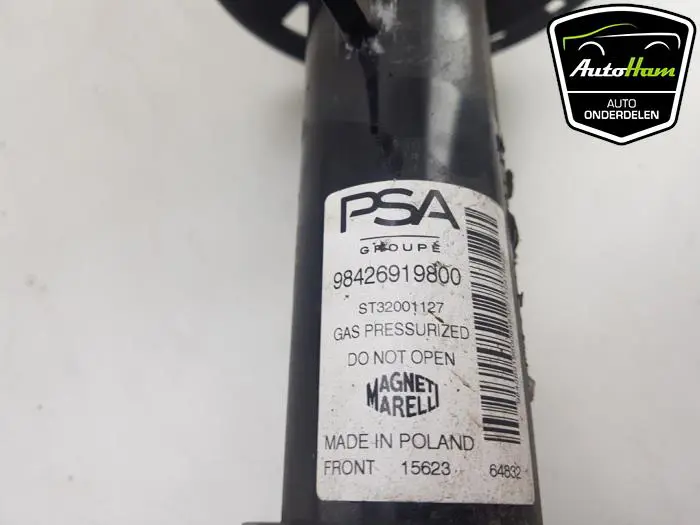 AutoHam
AUTO
ONDERDELEN
PSA
GROUPE
98426919800
ST32001127
GAS PRESSURIZED
DO NOT OPEN
MAGNETI
MARELLI
MADE IN POLAND
FRONT 15623 64832